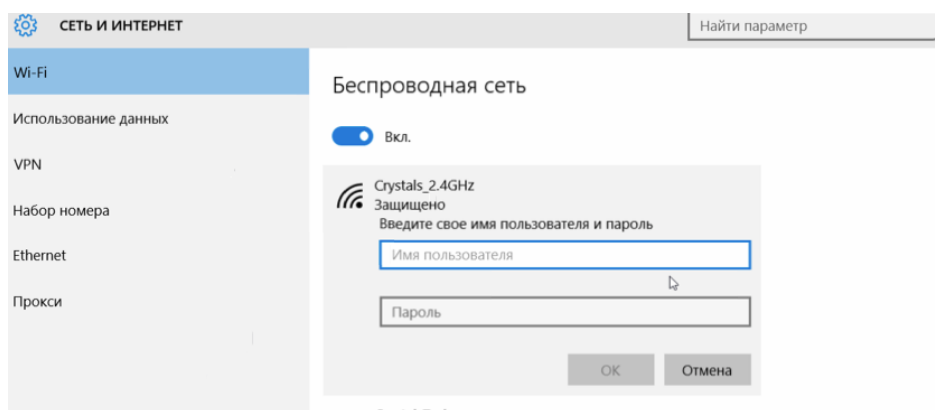 СЕТЬ И ИНТЕРНЕТ
Найти параметр
Wi-Fi
Использование данных
VPN
Набор номера
Ethernet
Прокси
Беспроводная сеть
Вкл.
Crystals_2.4GHz
Защищено
Введите свое имя пользователя и пароль
Имя пользователя
Пароль
ОК
Отмена